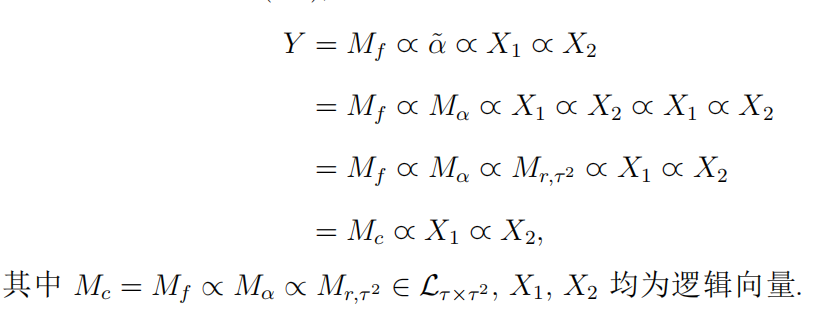 Y = M_f ∝ α̃ ∝ X_1 ∝ X_2
= M_f ∝ M_α ∝ X_1 ∝ X_2 ∝ X_1 ∝ X_2
= M_f ∝ M_α ∝ M_{r,τ^2} ∝ X_1 ∝ X_2
= M_c ∝ X_1 ∝ X_2,
其中 M_c = M_f ∝ M_α ∝ M_{r,τ^2} ∈ 𝓛_{τ×τ^2}, X_1, X_2 均为逻辑向量.